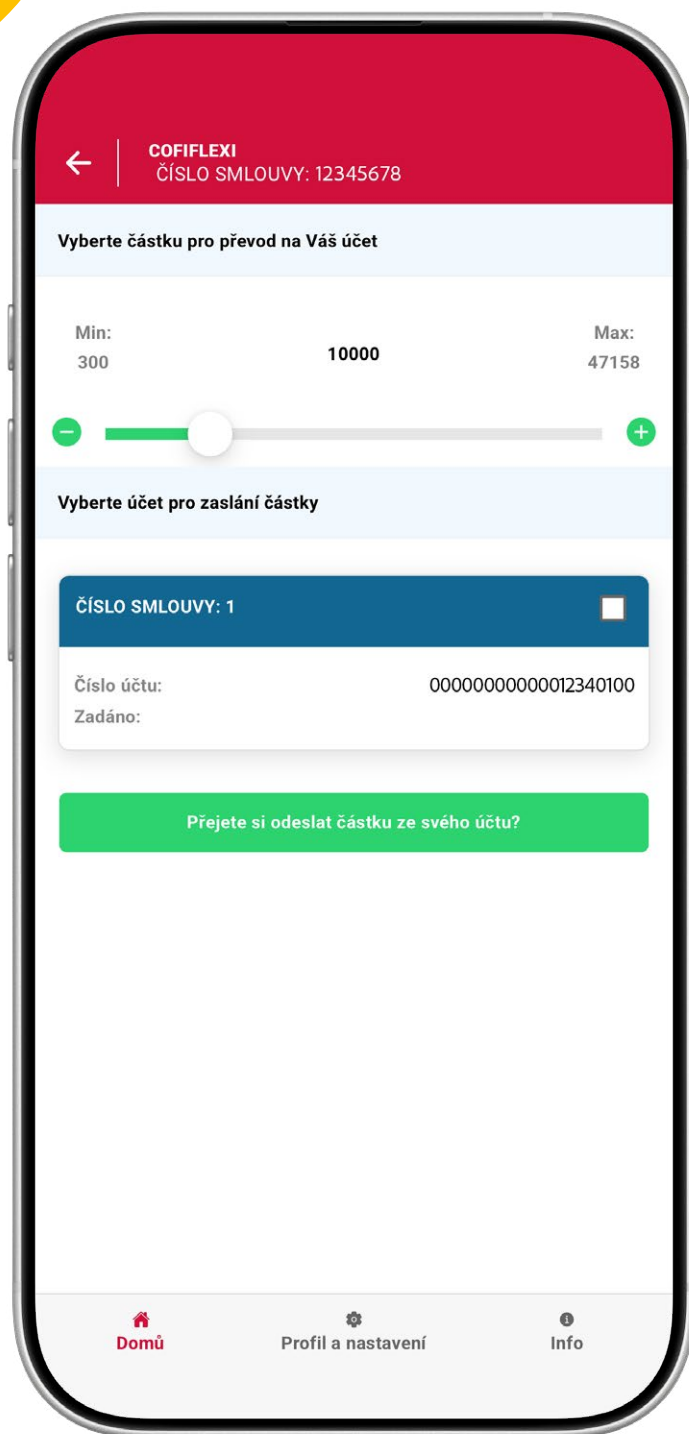 COFIFLEXI
ČÍSLO SMLOUVY: 12345678
Vyberte částku pro převod na Váš účet
Min: Max:
300 10000 47158
Vyberte účet pro zaslání částky
ČÍSLO SMLOUVY: 1
Číslo účtu: 00000000000012340100
Zadáno:
Přejete si odeslat částku ze svého účtu?
Domů Profil a nastavení Info